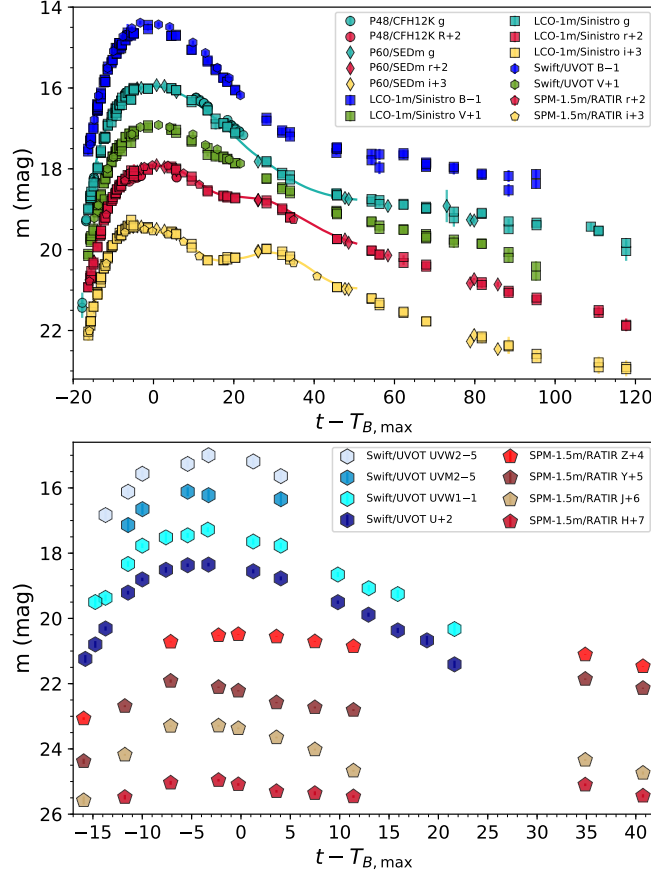 14
16
18
20
22
m (mag)
P48/CFH12K g
P48/CFH12K R+2
P60/SEDm g
P60/SEDm r+2
P60/SEDm i+3
LCO-1m/Sinistro B−1
LCO-1m/Sinistro V+1
LCO-1m/Sinistro g
LCO-1m/Sinistro r+2
LCO-1m/Sinistro i+3
Swift/UVOT B−1
Swift/UVOT V+1
SPM-1.5m/RATIR r+2
SPM-1.5m/RATIR i+3
−20 0 20 40 60 80 100 120
t − T_B, max
16
18
20
22
24
26
m (mag)
Swift/UVOT UVW2−5
Swift/UVOT UVM2−5
Swift/UVOT UVW1−1
Swift/UVOT U+2
SPM-1.5m/RATIR Z+4
SPM-1.5m/RATIR Y+5
SPM-1.5m/RATIR J+6
SPM-1.5m/RATIR H+7
−15 −10 −5 0 5 10 15 20 25 30 35 40
t − T_B, max